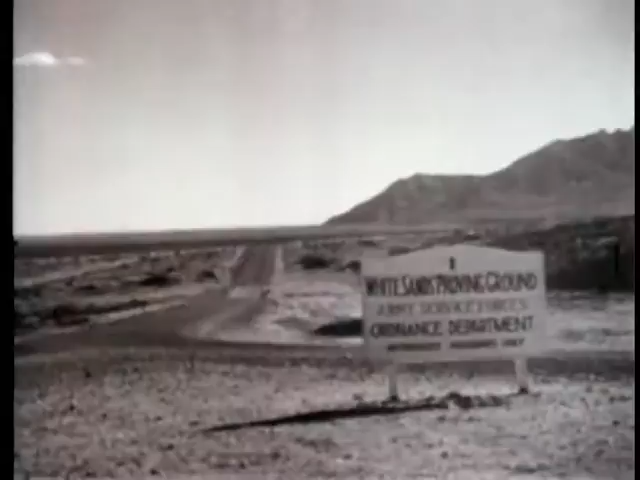 WHITE SANDS PROVING GROUND
ARMY SERVICE FORCES
ORDNANCE DEPARTMENT